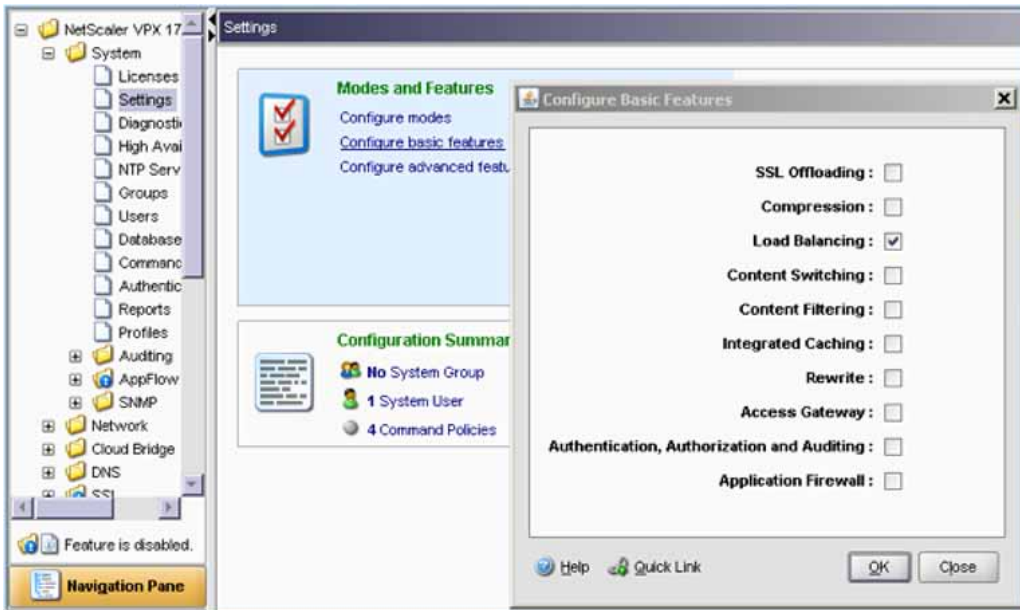 NetScaler VPX 17
System
Licenses
Settings
Diagnosti
High Avai
NTP Serv
Groups
Users
Database
Commanc
Authentic
Reports
Profiles
Auditing
AppFlow
SNMP
Network
Cloud Bridge
DNS
SSL
Feature is disabled.
Navigation Pane
Settings
Modes and Features
Configure modes
Configure basic features
Configure advanced featu
Configuration Summar
No System Group
1 System User
4 Command Policies
Configure Basic Features
SSL Offloading :
Compression :
Load Balancing :
Content Switching :
Content Filtering :
Integrated Caching :
Rewrite :
Access Gateway :
Authentication, Authorization and Auditing :
Application Firewall :
Help Quick Link OK Close